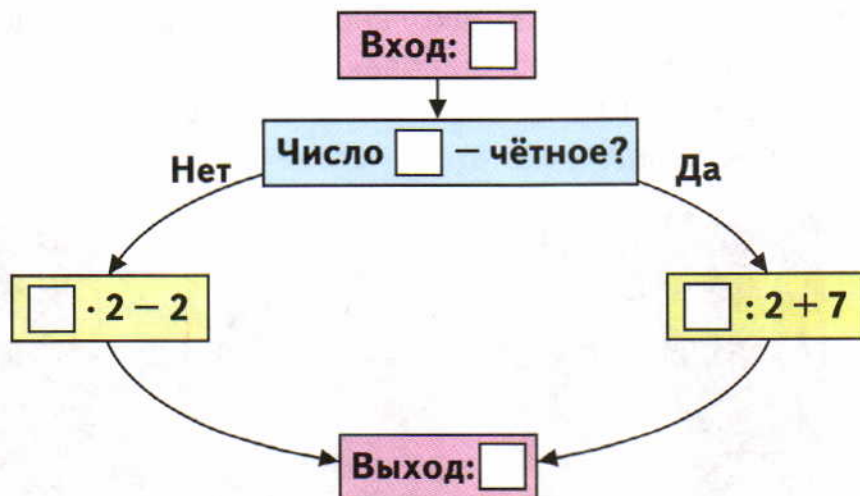 Вход:
Число — чётное?
Нет
Да
· 2 − 2
: 2 + 7
Выход: